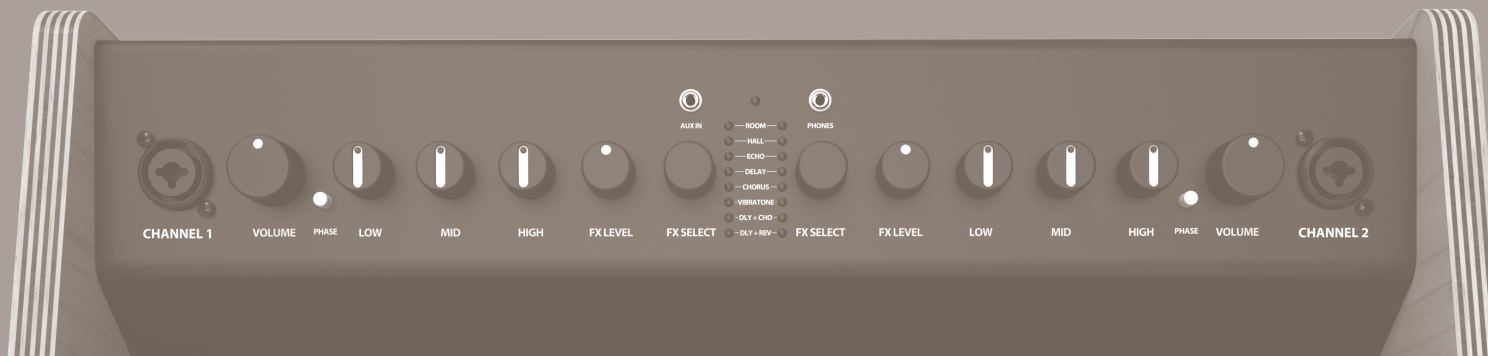 AUX IN
PHONES
ROOM
HALL
ECHO
DELAY
CHORUS
VIBRATONE
DLY + CHO
DLY + REV
CHANNEL 1
VOLUME
PHASE
LOW
MID
HIGH
FX LEVEL
FX SELECT
FX SELECT
FX LEVEL
LOW
MID
HIGH
PHASE
VOLUME
CHANNEL 2